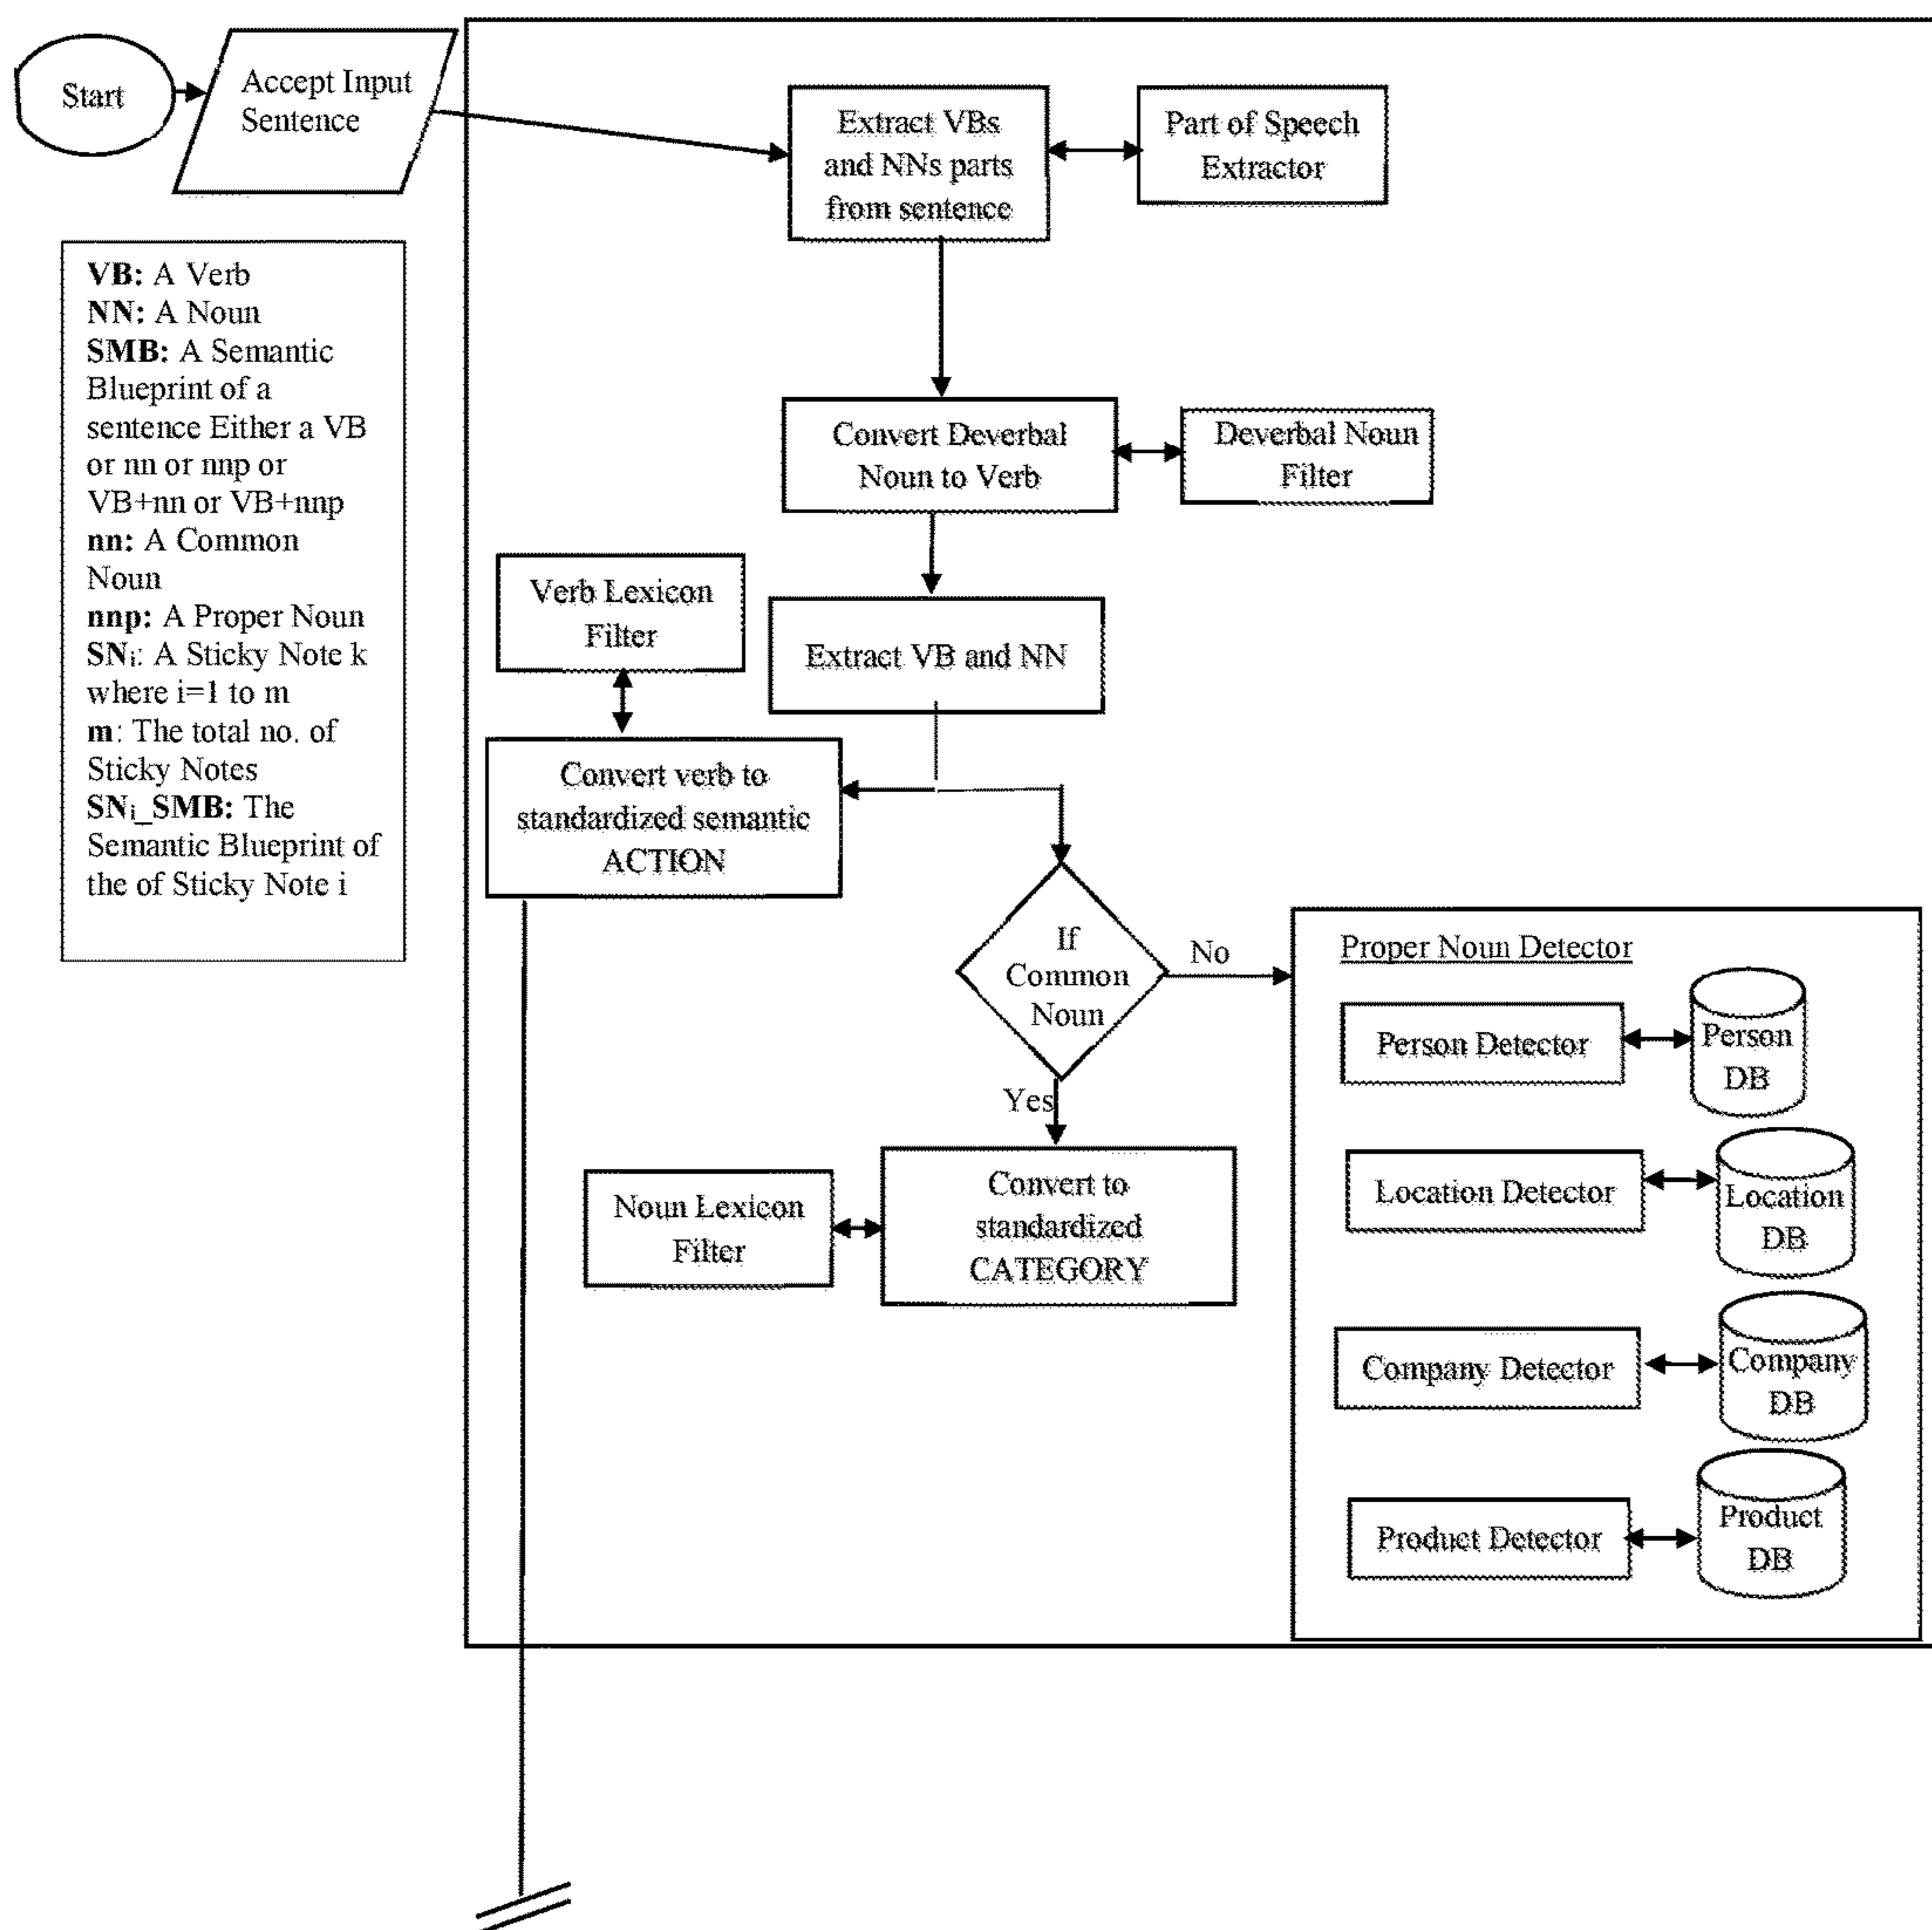 Start
Accept Input
Sentence
Extract VBs
and NNs parts
from sentence
Part of Speech
Extractor
VB: A Verb
NN: A Noun
SMB: A Semantic
Blueprint of a
sentence Either a VB
or nn or nnp or
VB+nn or VB+nnp
nn: A Common
Noun
nnp: A Proper Noun
SNi: A Sticky Note k
where i=1 to m
m: The total no. of
Sticky Notes
SNi_SMB: The
Semantic Blueprint of
the of Sticky Note i
Convert Deverbal
Noun to Verb
Deverbal Noun
Filter
Verb Lexicon
Filter
Extract VB and NN
Convert verb to
standardized semantic
ACTION
If
Common
Noun
No
Yes
Proper Noun Detector
Person Detector
Person
DB
Location Detector
Location
DB
Company Detector
Company
DB
Product Detector
Product
DB
Noun Lexicon
Filter
Convert to
standardized
CATEGORY